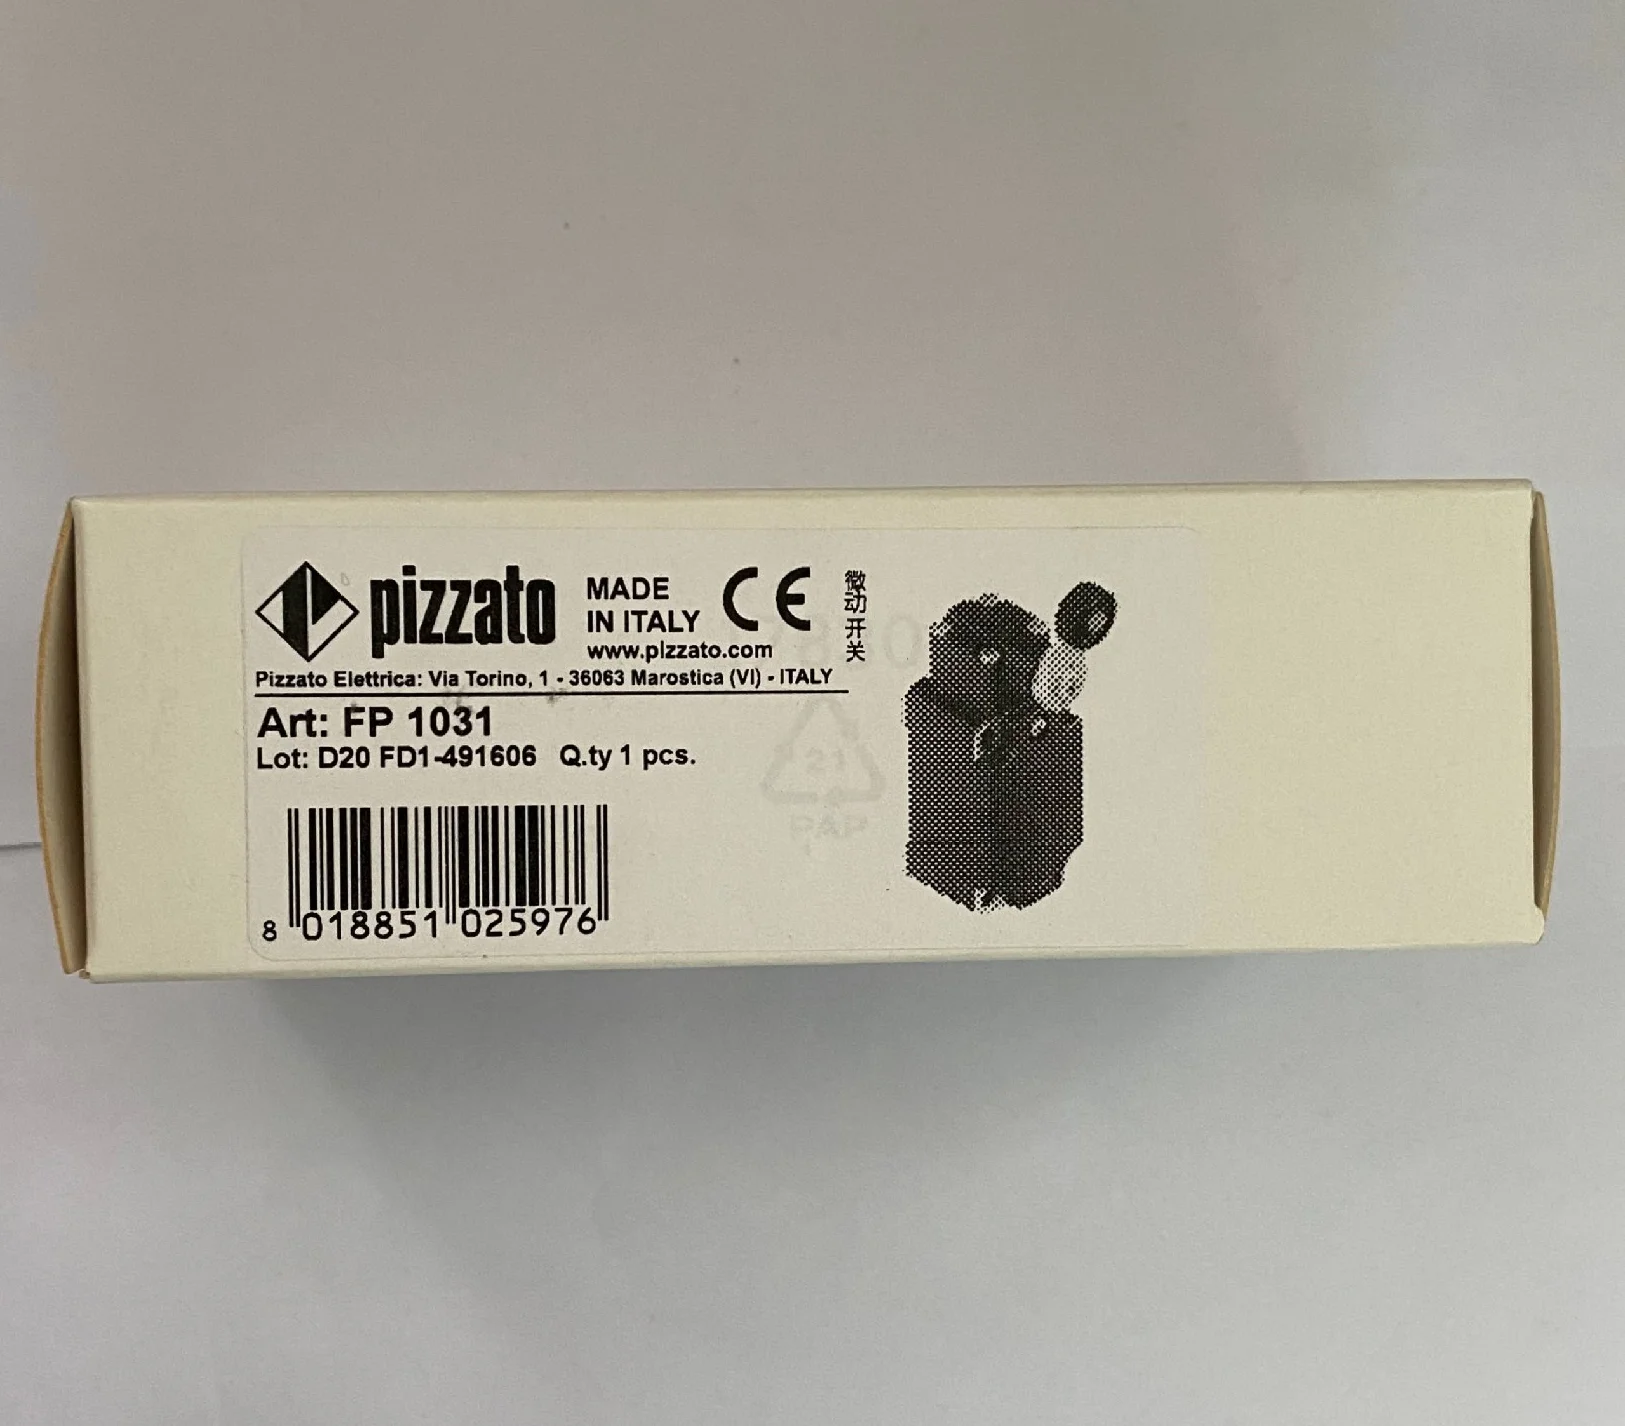 pizzato
MADE
IN ITALY
CE
www.pizzato.com
微动开关
Pizzato Elettrica: Via Torino, 1 - 36063 Marostica (VI) - ITALY
Art: FP 1031
Lot: D20 FD1-491606 Q.ty 1 pcs.
21
PAP
8 018851 025976